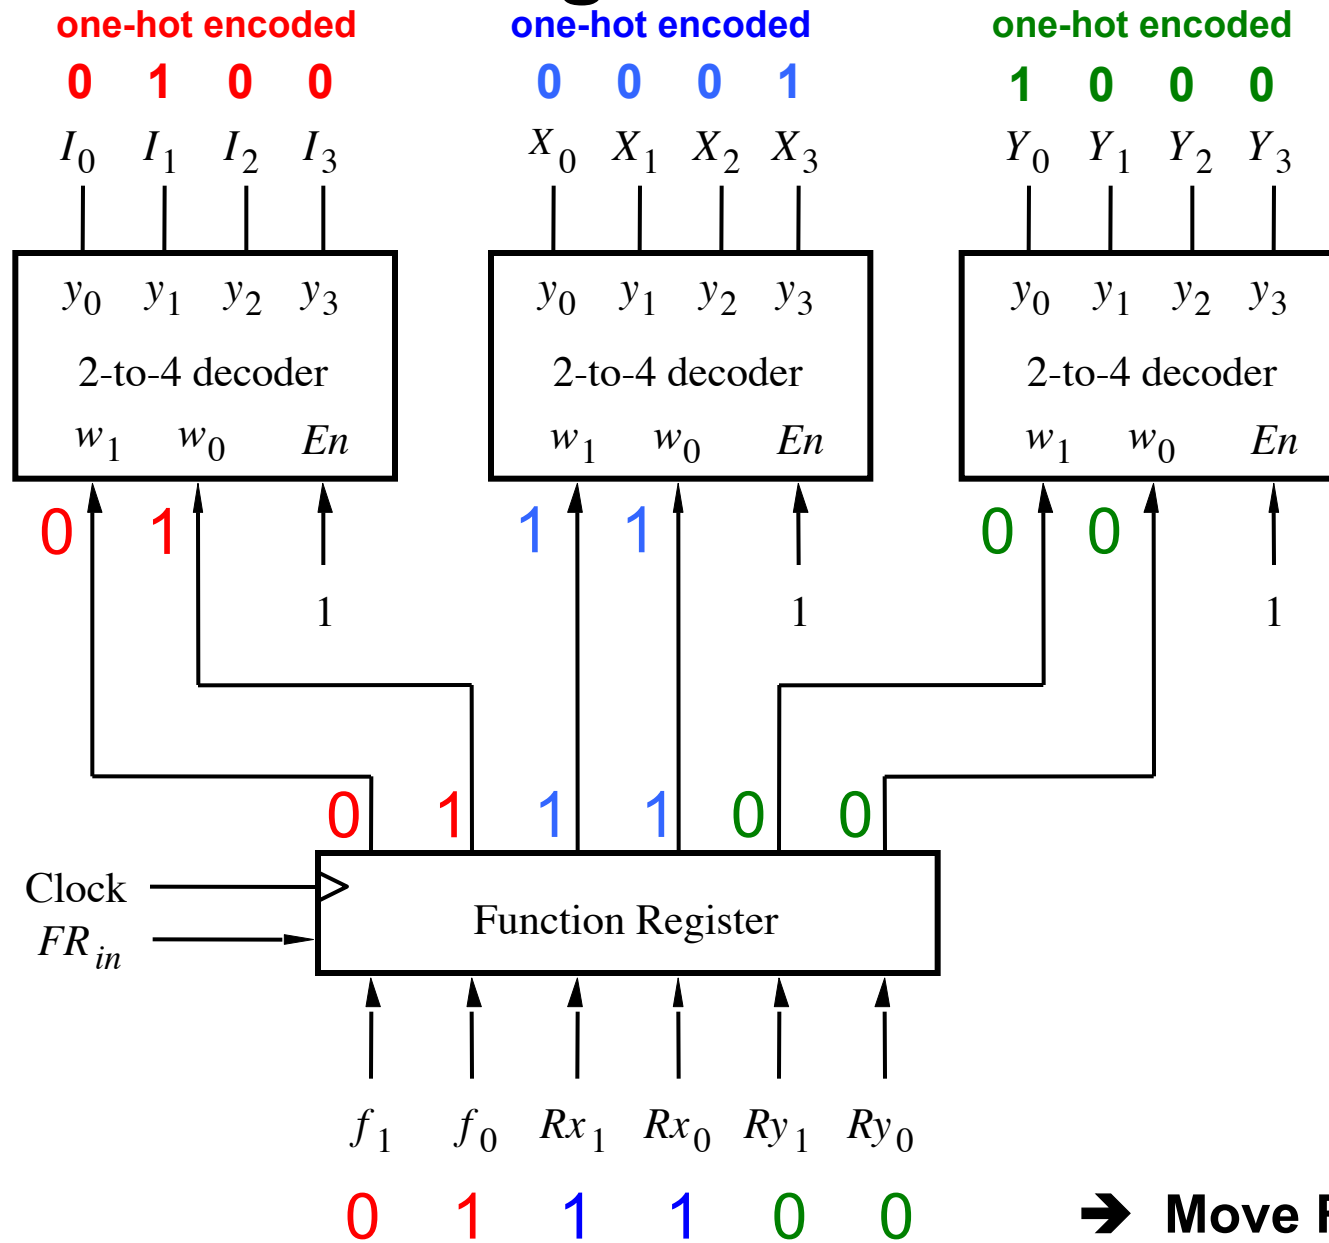 one-hot encoded one-hot encoded one-hot encoded
0 1 0 0 0 0 0 1 1 0 0 0
I0 I1 I2 I3 X0 X1 X2 X3 Y0 Y1 Y2 Y3
y0 y1 y2 y3 y0 y1 y2 y3 y0 y1 y2 y3
2-to-4 decoder 2-to-4 decoder 2-to-4 decoder
w1 w0 En w1 w0 En w1 w0 En
0 1 1 1 0 0
1 1 1
0 1 1 1 0 0
Clock
Function Register
FRin
f1 f0 Rx1 Rx0 Ry1 Ry0
0 1 1 1 0 0 ➔ Move